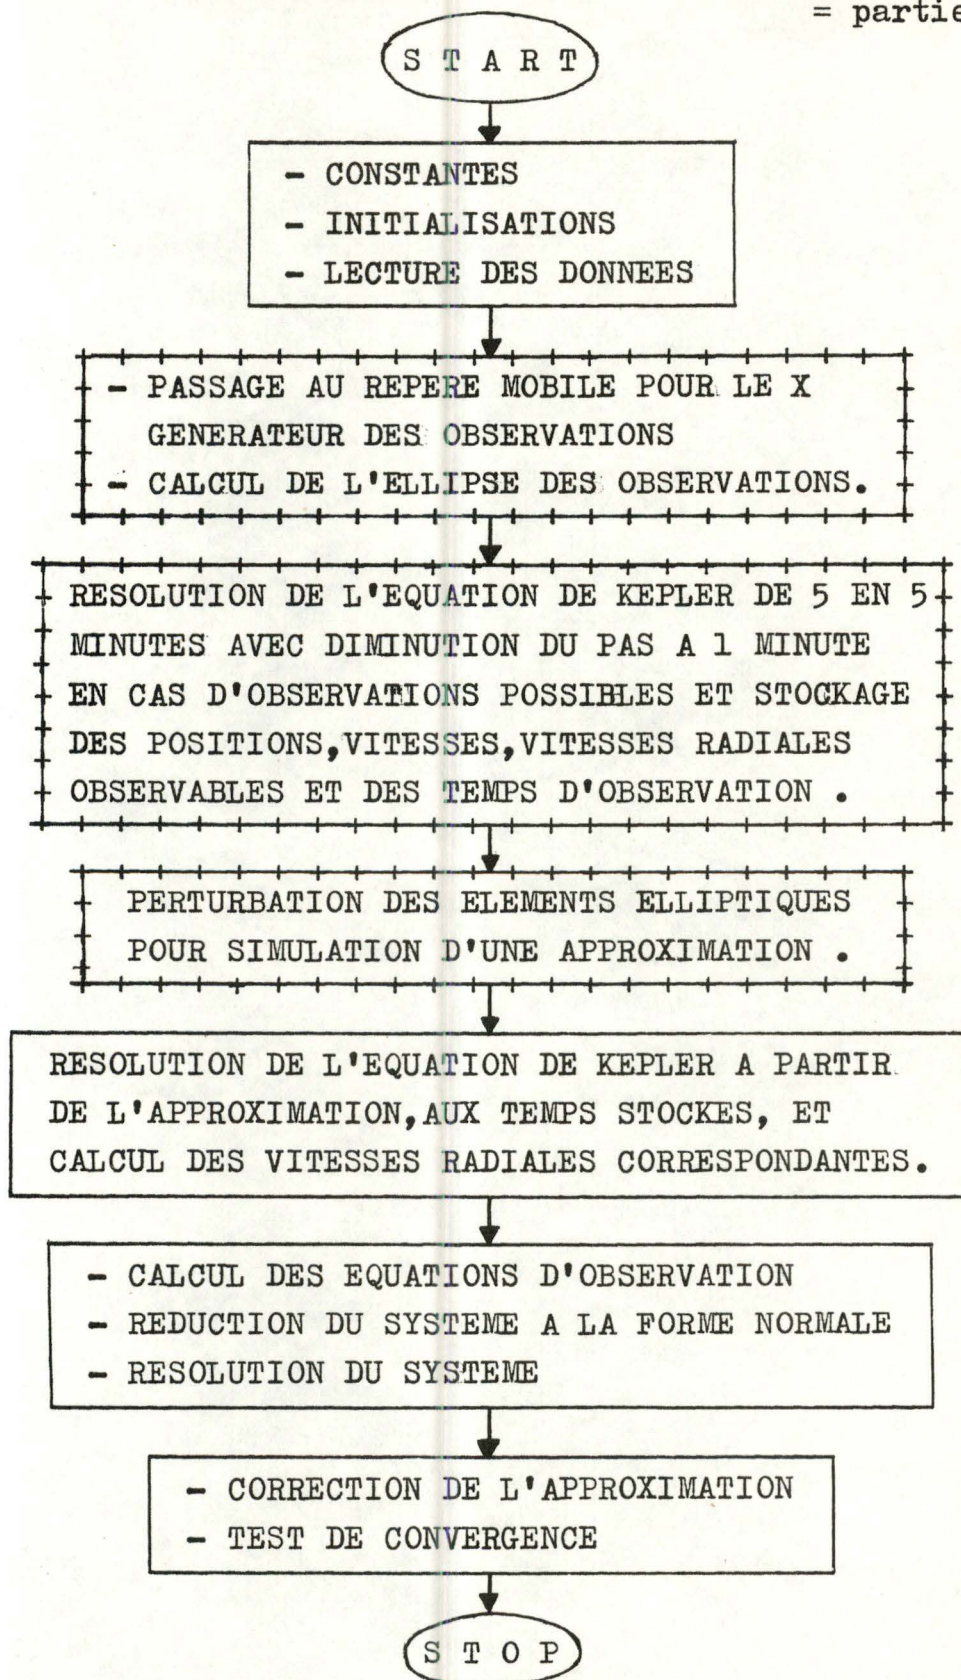 = partie
S T A R T
- CONSTANTES
- INITIALISATIONS
- LECTURE DES DONNEES
- PASSAGE AU REPERE MOBILE POUR LE X
GENERATEUR DES OBSERVATIONS
- CALCUL DE L'ELLIPSE DES OBSERVATIONS.
RESOLUTION DE L'EQUATION DE KEPLER DE 5 EN 5
MINUTES AVEC DIMINUTION DU PAS A 1 MINUTE
EN CAS D'OBSERVATIONS POSSIBLES ET STOCKAGE
DES POSITIONS,VITESSES,VITESSES RADIALES
OBSERVABLES ET DES TEMPS D'OBSERVATION .
PERTURBATION DES ELEMENTS ELLIPTIQUES
POUR SIMULATION D'UNE APPROXIMATION .
RESOLUTION DE L'EQUATION DE KEPLER A PARTIR
DE L'APPROXIMATION,AUX TEMPS STOCKES, ET
CALCUL DES VITESSES RADIALES CORRESPONDANTES.
- CALCUL DES EQUATIONS D'OBSERVATION
- REDUCTION DU SYSTEME A LA FORME NORMALE
- RESOLUTION DU SYSTEME
- CORRECTION DE L'APPROXIMATION
- TEST DE CONVERGENCE
S T O P